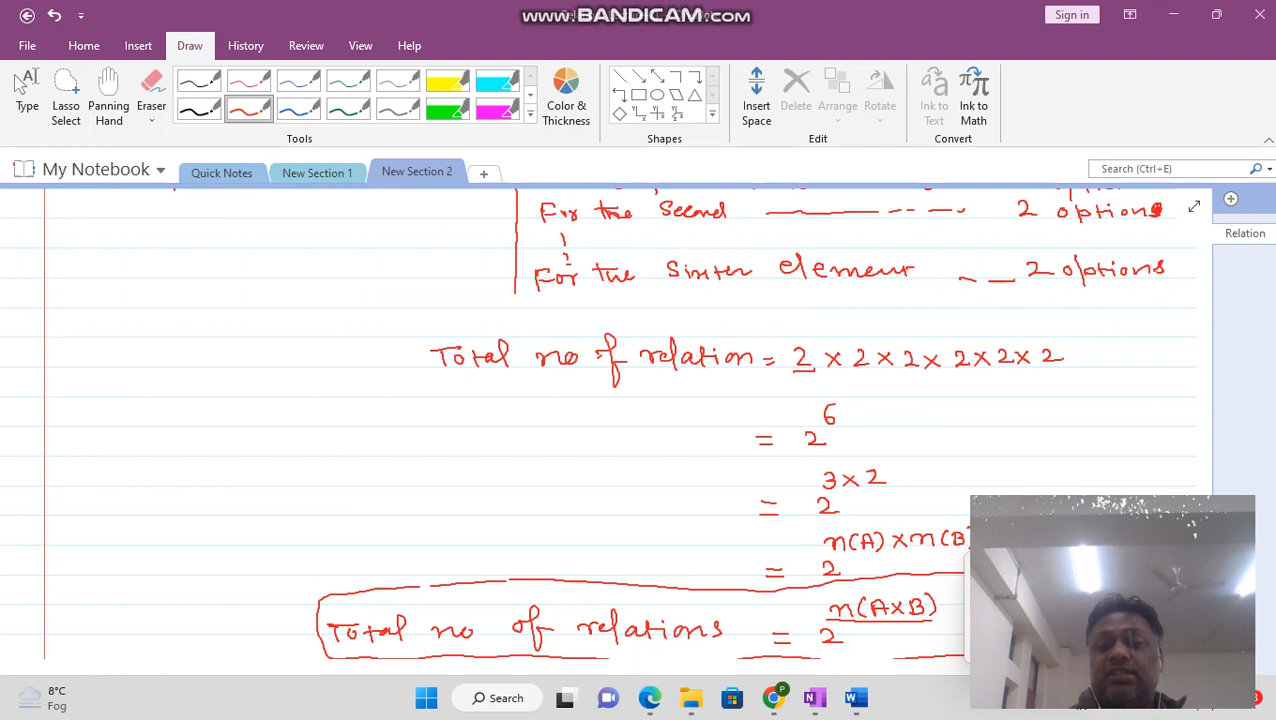 www.BANDICAM.com
Sign in
File Home Insert Draw History Review View Help
Type Lasso Select Panning Hand Eraser Color & Thickness Insert Space Delete Arrange Rotate Ink to Text Ink to Math
Tools Shapes Edit Convert
My Notebook Quick Notes New Section 1 New Section 2 + Search (Ctrl+E)
Relation
For the Second --- 2 options
For the Sixter element _ _ 2 options
Total no of relation = 2 × 2 × 2 × 2 × 2 × 2
= 2^6
= 2^3×2
= 2^n(A)×n(B)
Total no of relations = 2^n(A×B)
8°C
Fog
Search